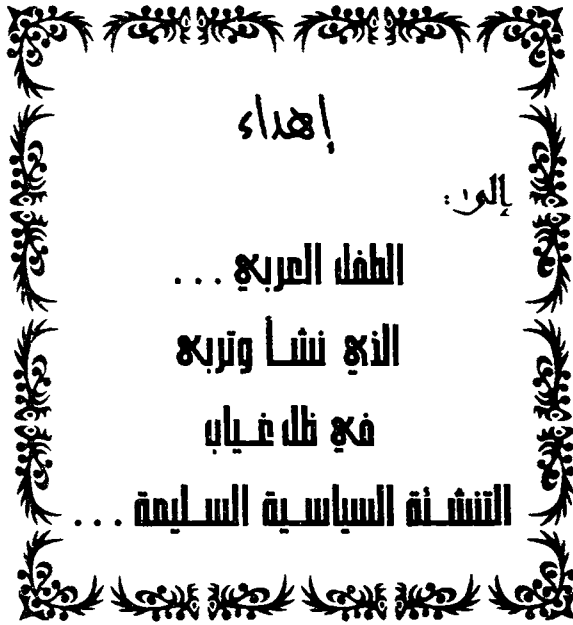 إهداء
إلى :
الطفل العربي ...
الذي نشأ وتربى
في ظل غياب
التنشئة السياسية السليمة ...